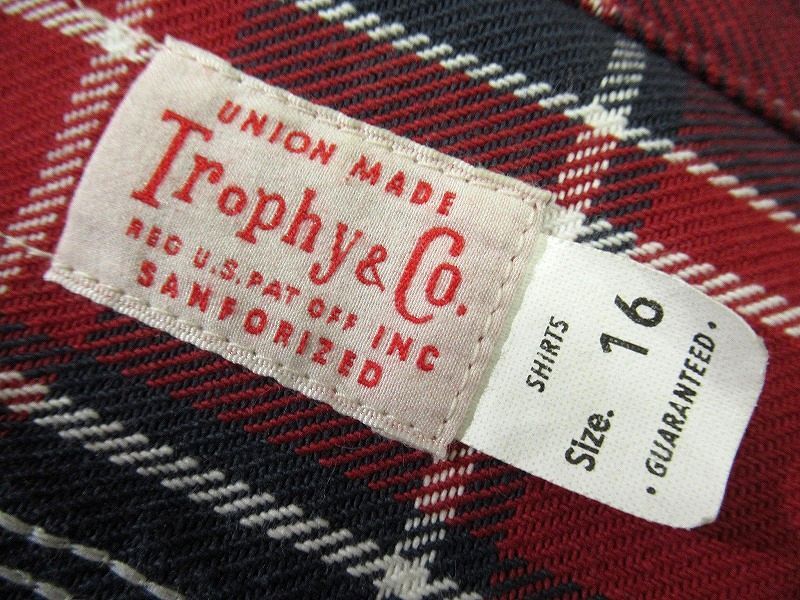 UNION MADE
Trophy & Co.
REG U.S. PAT OFF INC
SANFORIZED
SHIRTS
Size. 16
• GUARANTEED •